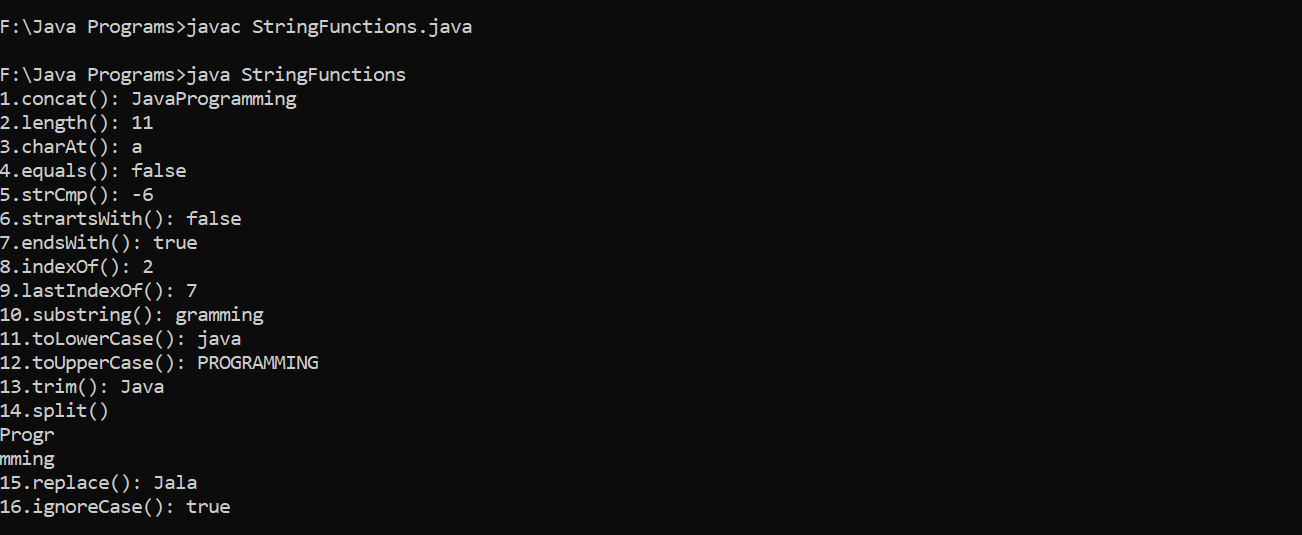 F:\Java Programs>javac StringFunctions.java
F:\Java Programs>java StringFunctions
1.concat(): JavaProgramming
2.length(): 11
3.charAt(): a
4.equals(): false
5.strCmp(): -6
6.strartsWith(): false
7.endsWith(): true
8.indexOf(): 2
9.lastIndexOf(): 7
10.substring(): gramming
11.toLowerCase(): java
12.toUpperCase(): PROGRAMMING
13.trim(): Java
14.split()
Progr
mming
15.replace(): Jala
16.ignoreCase(): true